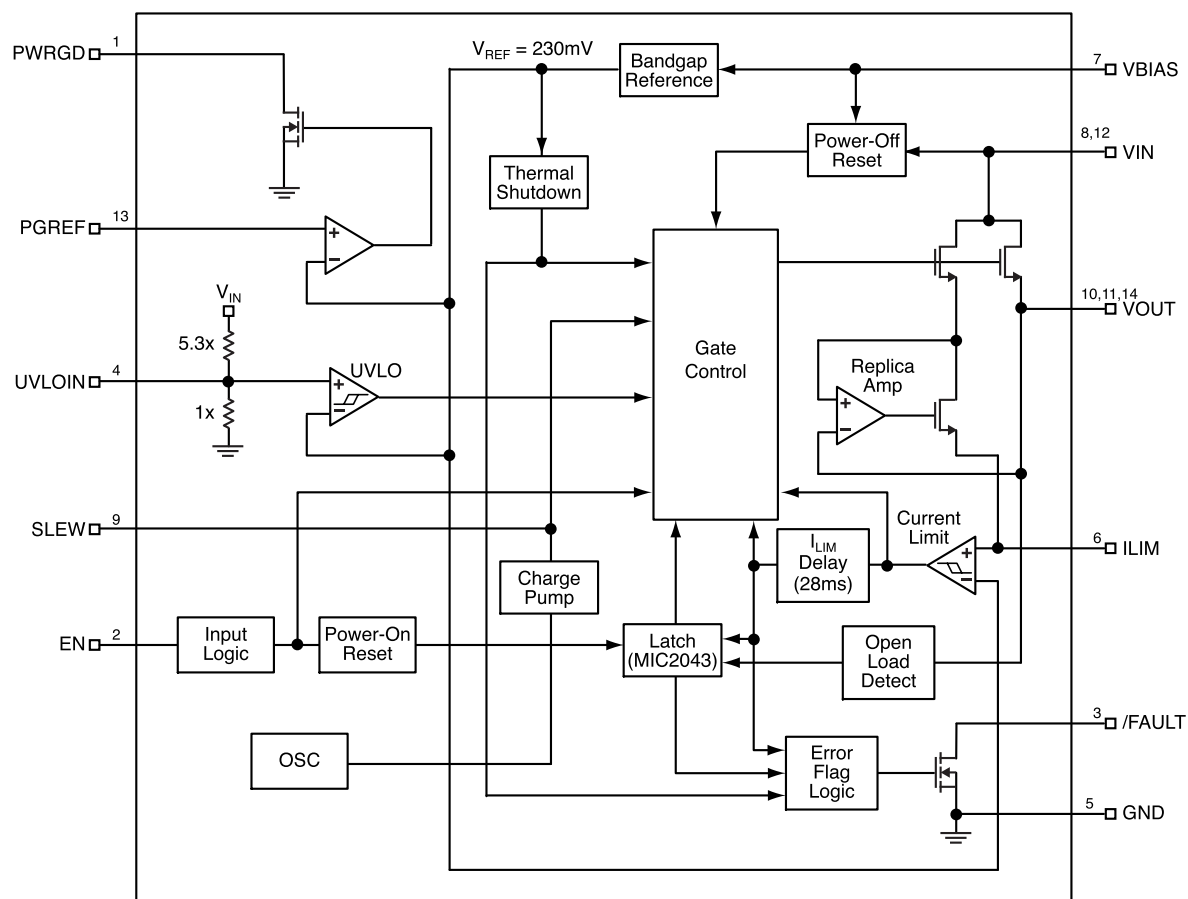 PWRGD
1
VREF = 230mV
Bandgap
Reference
7
VBIAS
Power-Off
Reset
8,12
VIN
Thermal
Shutdown
PGREF
13
+
−
VIN
5.3x
UVLOIN
4
1x
+
−
UVLO
Gate
Control
10,11,14
VOUT
Replica
Amp
+
−
SLEW
9
Current
Limit
+
−
6
ILIM
ILIM
Delay
(28ms)
Charge
Pump
EN
2
Input
Logic
Power-On
Reset
Latch
(MIC2043)
Open
Load
Detect
3
/FAULT
OSC
Error
Flag
Logic
5
GND